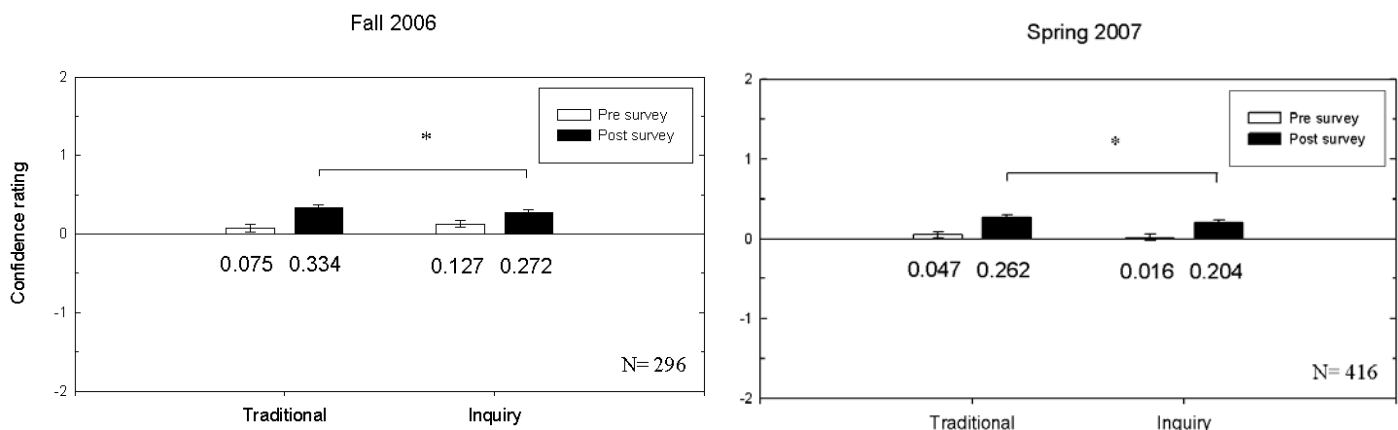 Fall 2006
Confidence rating
2
1
0
-1
-2
Pre survey
Post survey
*
0.075 0.334 0.127 0.272
N= 296
Traditional Inquiry
Spring 2007
2
1
0
-1
-2
Pre survey
Post survey
*
0.047 0.262 0.016 0.204
N= 416
Traditional Inquiry